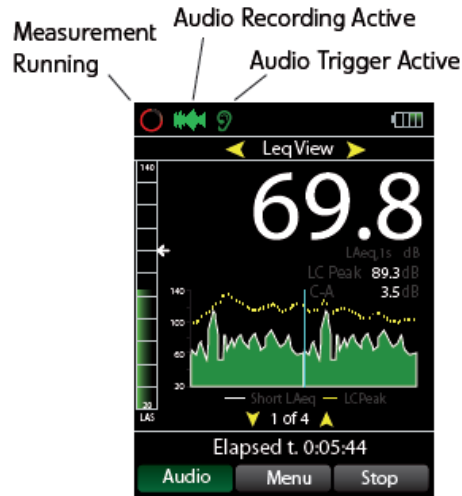 Audio Recording Active
Measurement
Running
Audio Trigger Active
Leq View
140
69.8
LAeq,1s dB
LC Peak 89.3 dB
C-A 3.5 dB
140
100
60
20
Short LAeq LCPeak
20
LAS
1 of 4
Elapsed t. 0:05:44
Audio Menu Stop